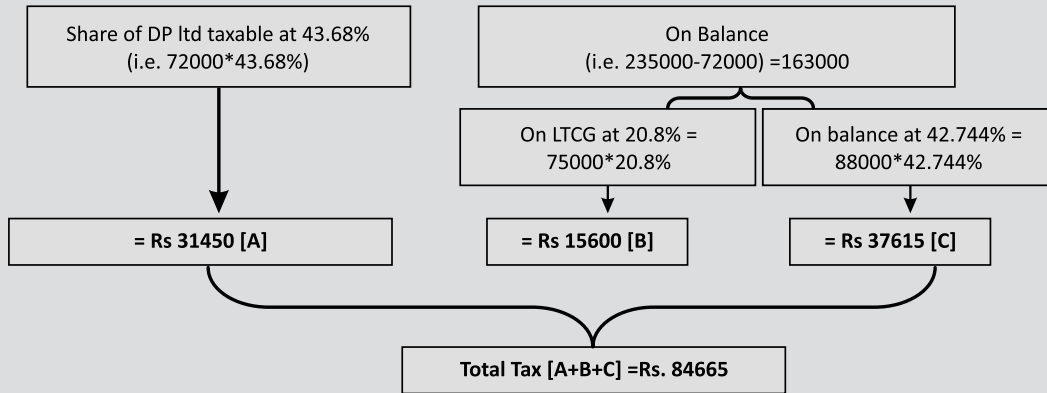 Share of DP ltd taxable at 43.68%
(i.e. 72000*43.68%)
On Balance
(i.e. 235000-72000) =163000
On LTCG at 20.8% =
75000*20.8%
On balance at 42.744% =
88000*42.744%
= Rs 31450 [A]
= Rs 15600 [B]
= Rs 37615 [C]
Total Tax [A+B+C] =Rs. 84665